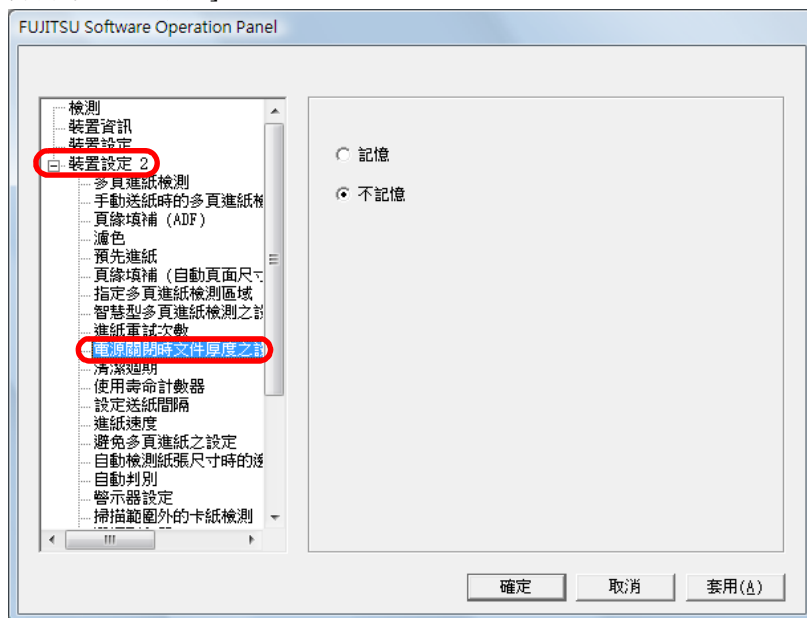 FUJITSU Software Operation Panel
檢測
裝置資訊
裝置設定
裝置設定 2
多頁進紙檢測
手動送紙時的多頁進紙檢
頁緣填補 (ADF)
濾色
預先進紙
頁緣填補 (自動頁面尺寸
指定多頁進紙檢測區域
智慧型多頁進紙檢測之
進紙重試次數
電源關閉時文件厚度之
清潔週期
使用壽命計數器
設定送紙間隔
進紙速度
避免多頁進紙之設定
自動檢測紙張尺寸時的
自動判別
警示器設定
掃描範圍外的卡紙檢測
記憶
不記憶
確定
取消
套用(A)